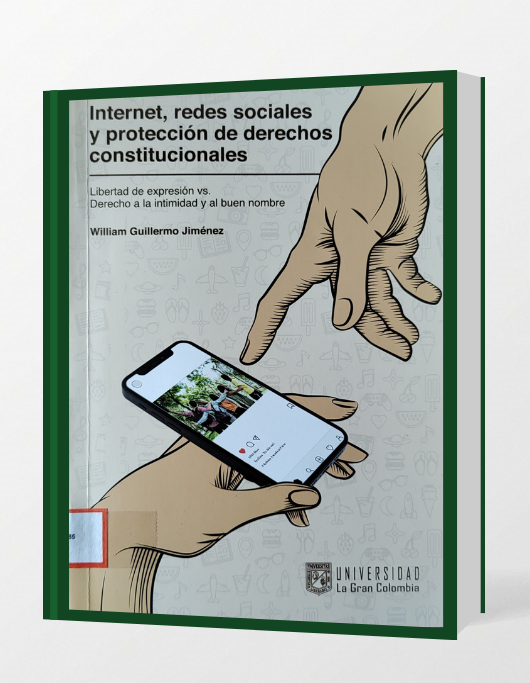 Internet, redes sociales
y protección de derechos
constitucionales
Libertad de expresión vs.
Derecho a la intimidad y al buen nombre
William Guillermo Jiménez
UNIVERSIDAD
La Gran Colombia